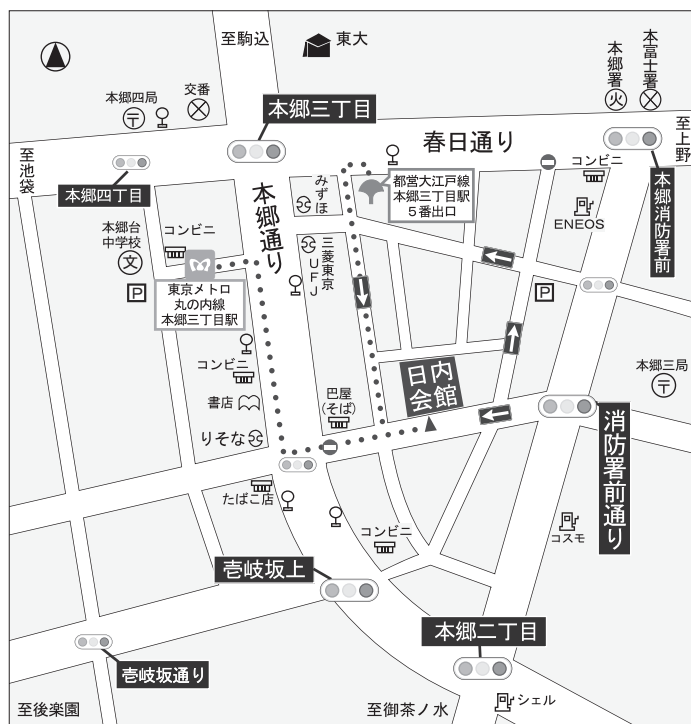 至駒込
東大
本郷四局
〒
交番
本郷三丁目
春日通り
本郷署
火
本富士署
至上野
至池袋
本郷四丁目
本郷台
中学校
文
コンビニ
P
東京メトロ
丸の内線
本郷三丁目駅
本郷通り
みずほ
三菱東京
UFJ
都営大江戸線
本郷三丁目駅
5番出口
コンビニ
ENEOS
本郷消防署前
P
本郷三局
〒
コンビニ
書店
りそな
巴屋
(そば)
日内
会館
消防署前通り
たばこ店
コンビニ
コスモ
壱岐坂上
本郷二丁目
壱岐坂通り
至後楽園
至御茶ノ水
シェル